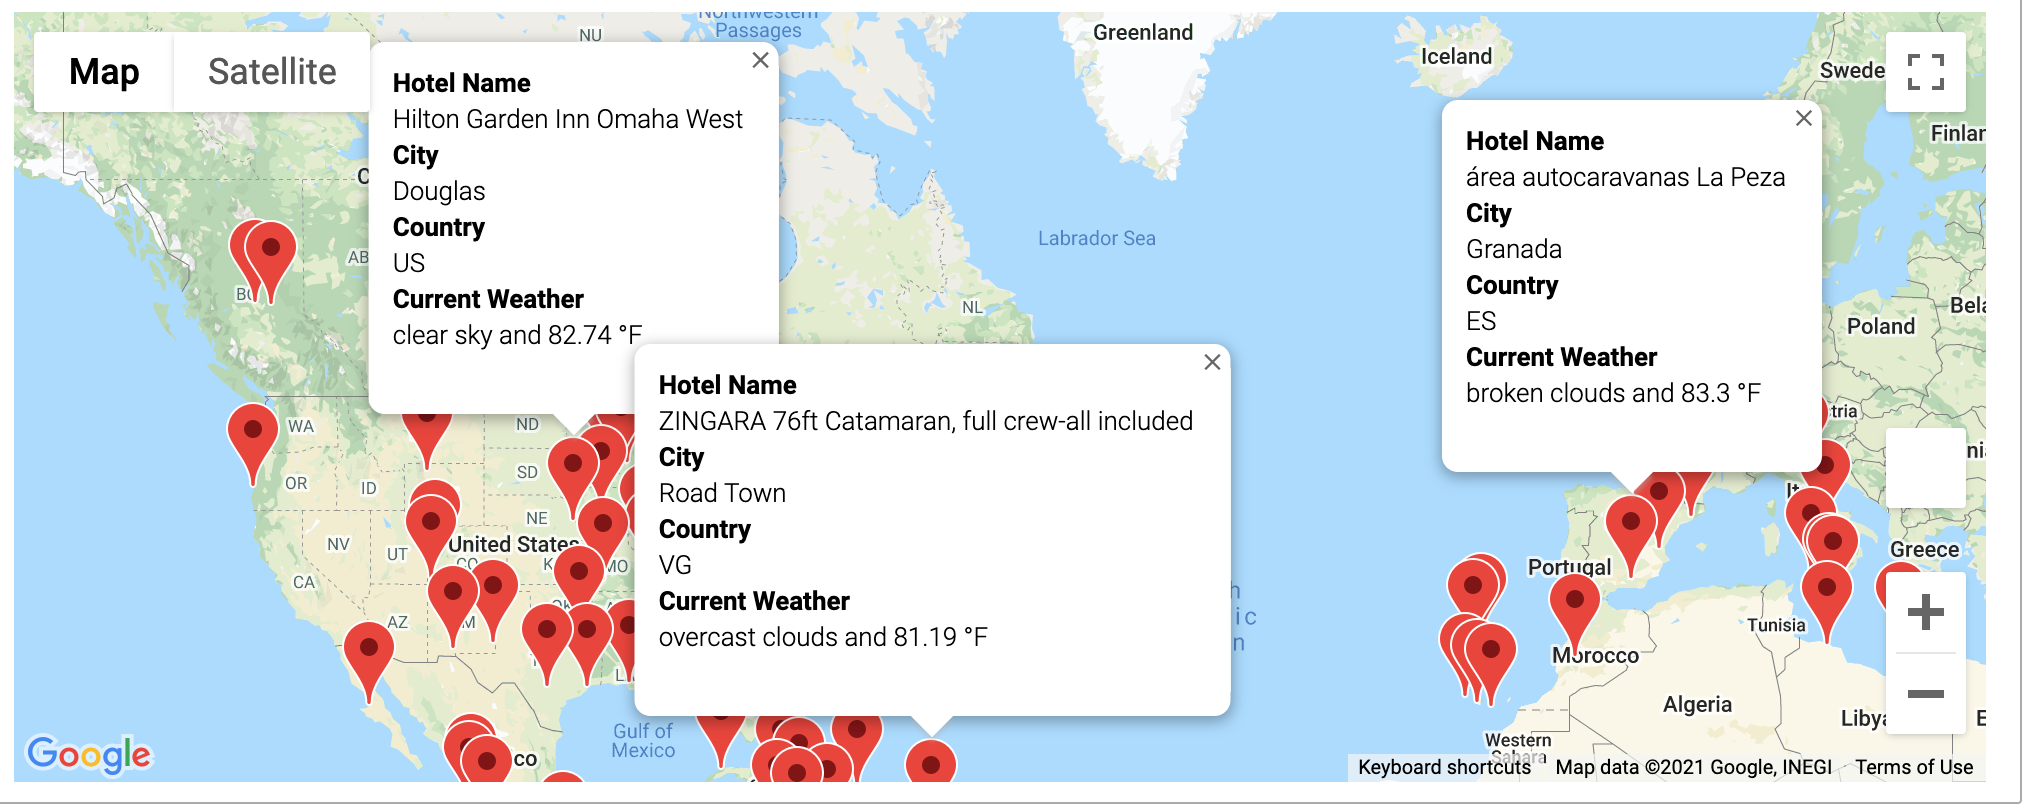 Map
Satellite
Hotel Name
Hilton Garden Inn Omaha West
City
Douglas
Country
US
Current Weather
clear sky and 82.74 °F
Hotel Name
ZINGARA 76ft Catamaran, full crew-all included
City
Road Town
Country
VG
Current Weather
overcast clouds and 81.19 °F
Hotel Name
área autocaravanas La Peza
City
Granada
Country
ES
Current Weather
broken clouds and 83.3 °F
Northwestern
Passages
NU
Greenland
Iceland
Swede
Finlar
AB
BC
Labrador Sea
NL
Poland
Bela
tria
WA
ND
OR
ID
SD
NE
NV
UT
United States
CO
MO
CA
AZ
Portugal
Greece
Tunisia
Morocco
Algeria
Libya
E
Gulf of
Mexico
co
Western
Sahara
Google
Keyboard shortcuts
Map data ©2021 Google, INEGI
Terms of Use